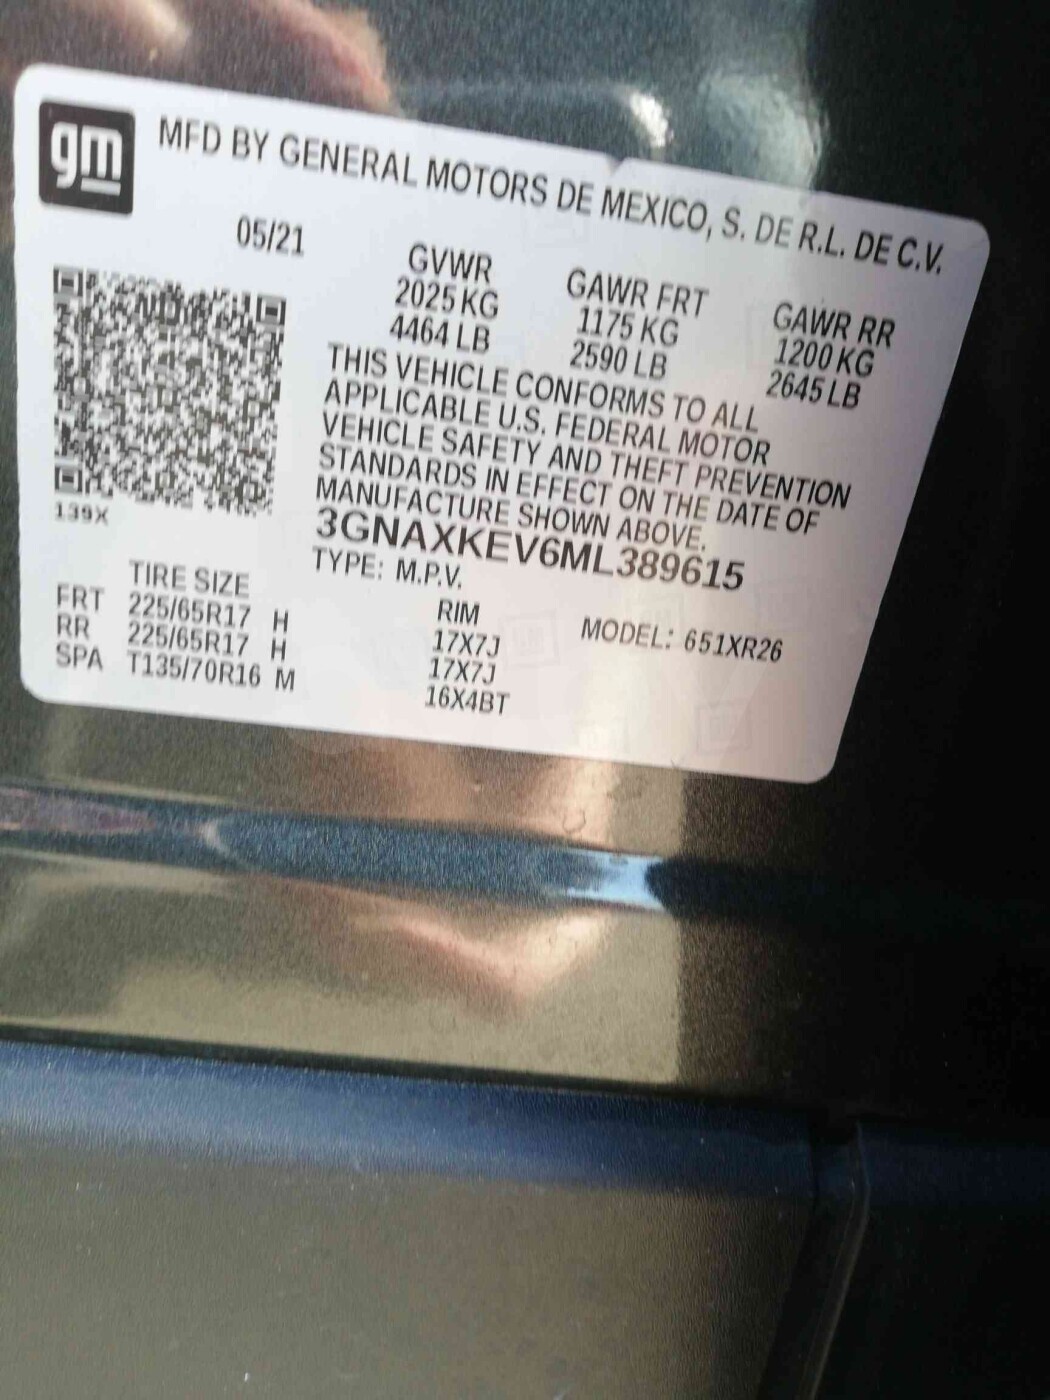 gm
MFD BY GENERAL MOTORS DE MEXICO, S. DE R.L. DE C.V.
05/21
GVWR GAWR FRT GAWR RR
2025 KG 1175 KG 1200 KG
4464 LB 2590 LB 2645 LB
THIS VEHICLE CONFORMS TO ALL
APPLICABLE U.S. FEDERAL MOTOR
VEHICLE SAFETY AND THEFT PREVENTION
STANDARDS IN EFFECT ON THE DATE OF
MANUFACTURE SHOWN ABOVE.
139X
3GNAXKEV6ML389615
TYPE: M.P.V.
TIRE SIZE RIM MODEL: 651XR26
FRT 225/65R17 H 17X7J
RR 225/65R17 H 17X7J
SPA T135/70R16 M 16X4BT